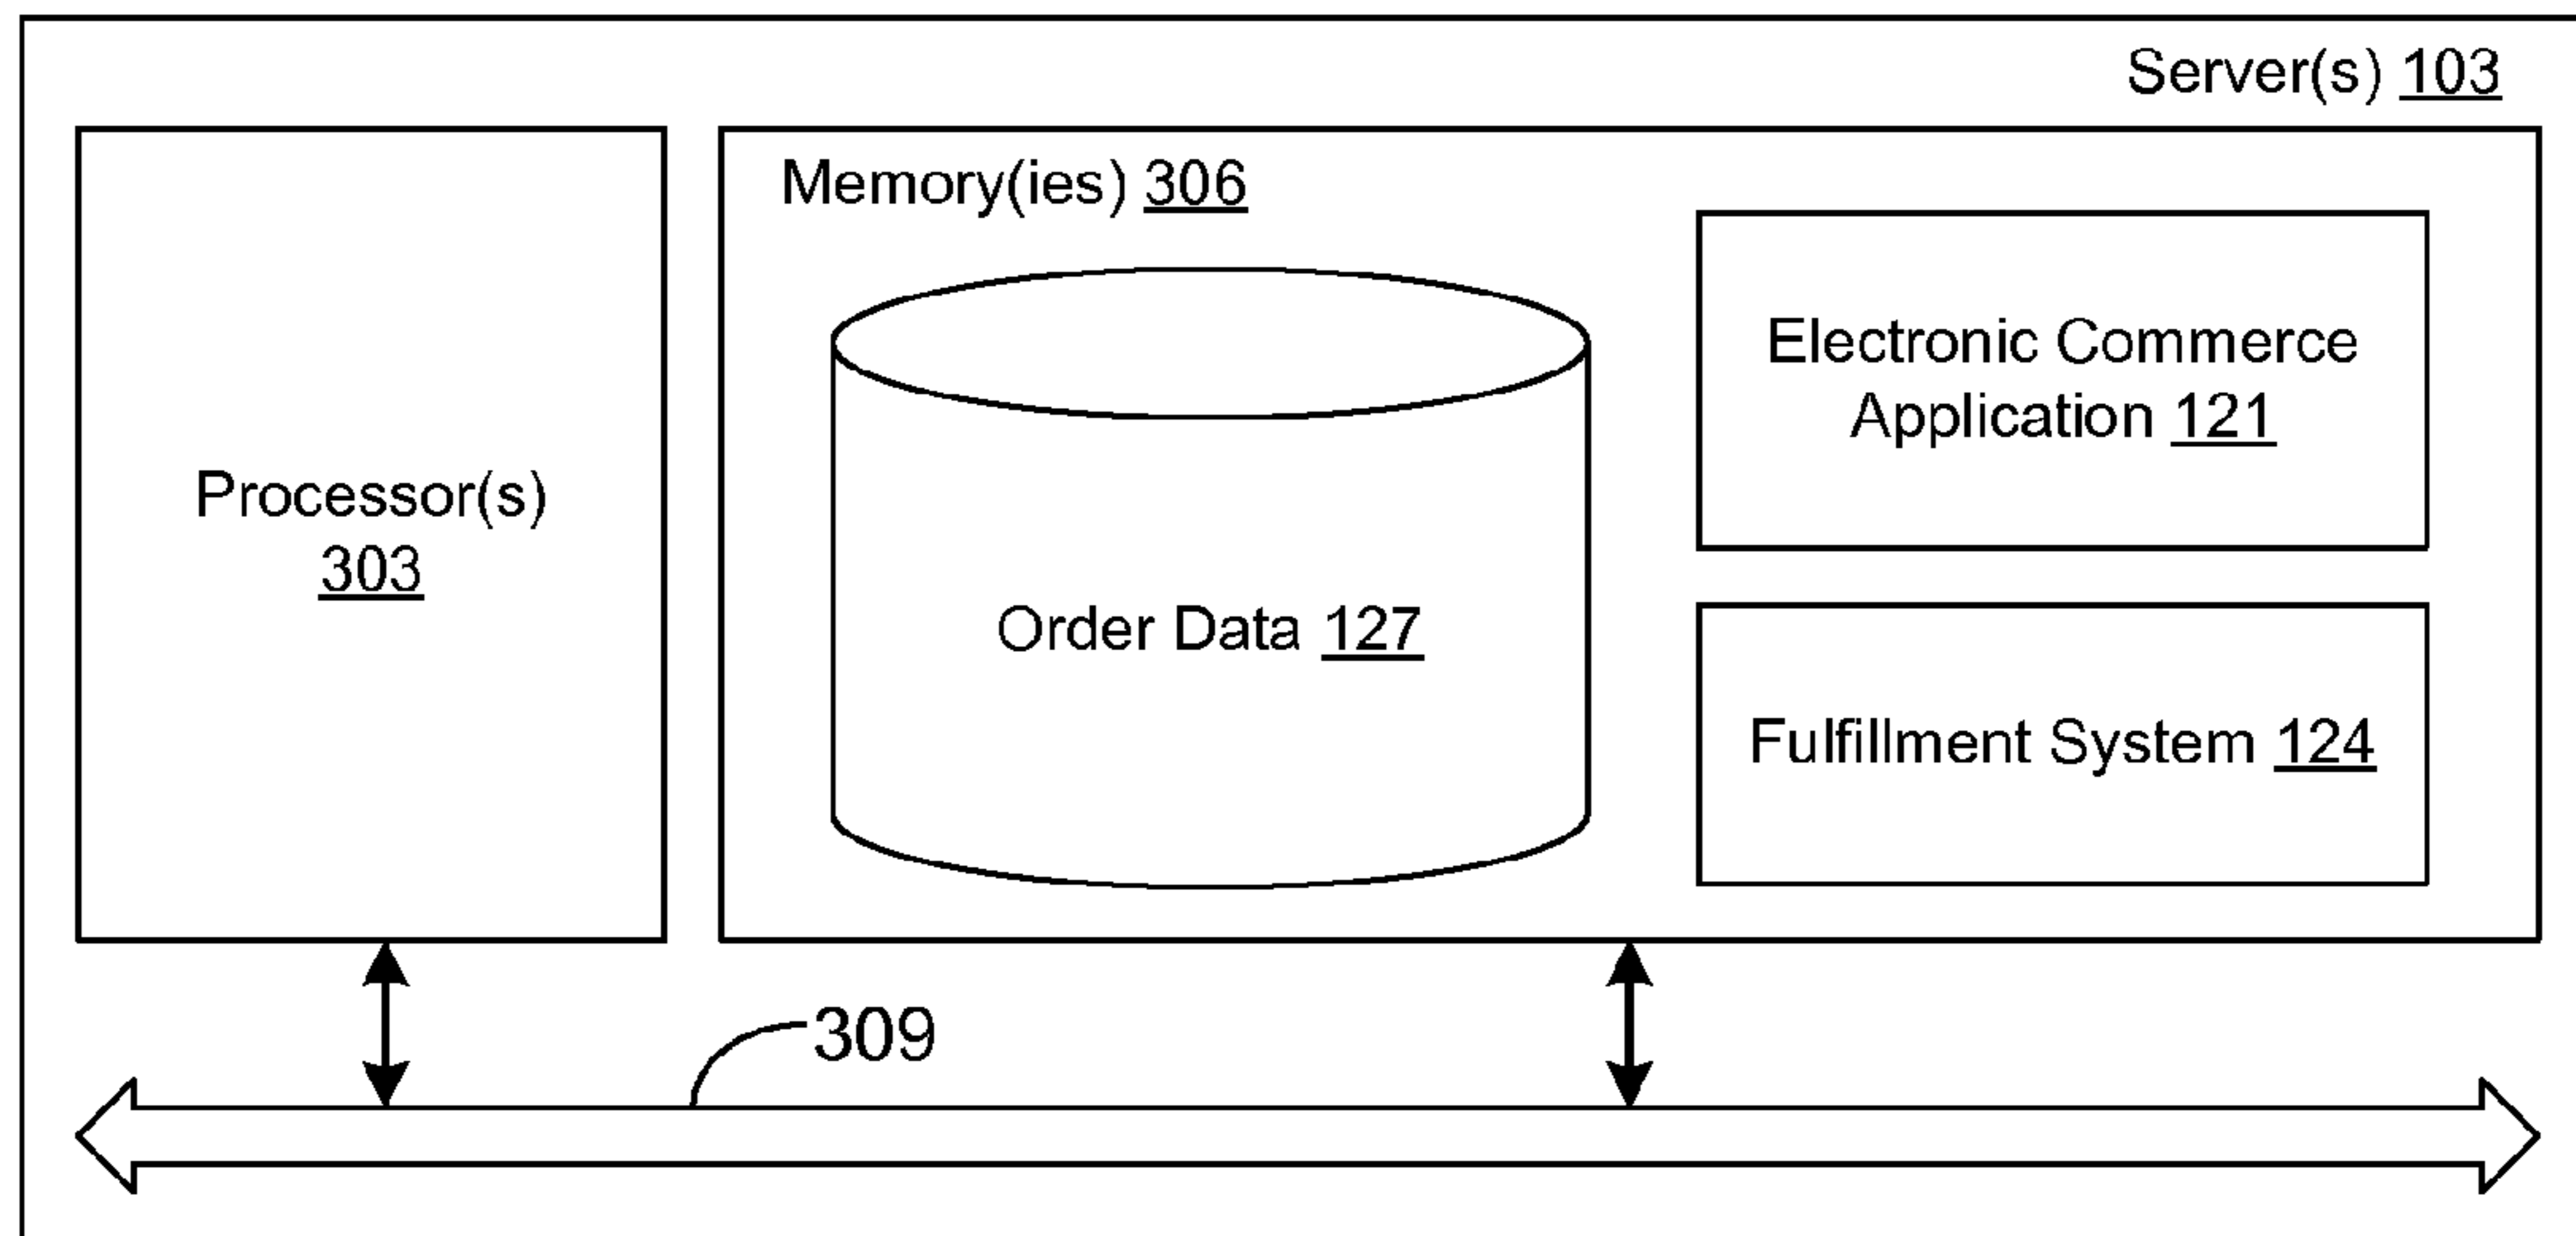 Server(s) 103
Memory(ies) 306
Processor(s)
303
Order Data 127
Electronic Commerce
Application 121
Fulfillment System 124
309